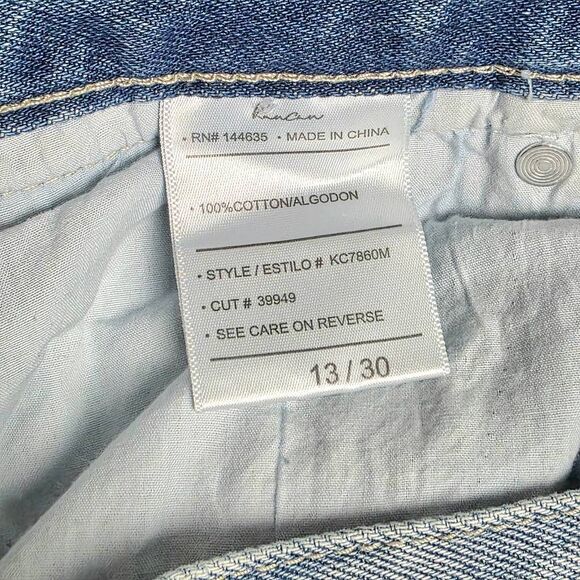 KanCan
• RN# 144635 • MADE IN CHINA
• 100%COTTON/ALGODON
• STYLE / ESTILO # KC7860M
• CUT # 39949
• SEE CARE ON REVERSE
13 / 30